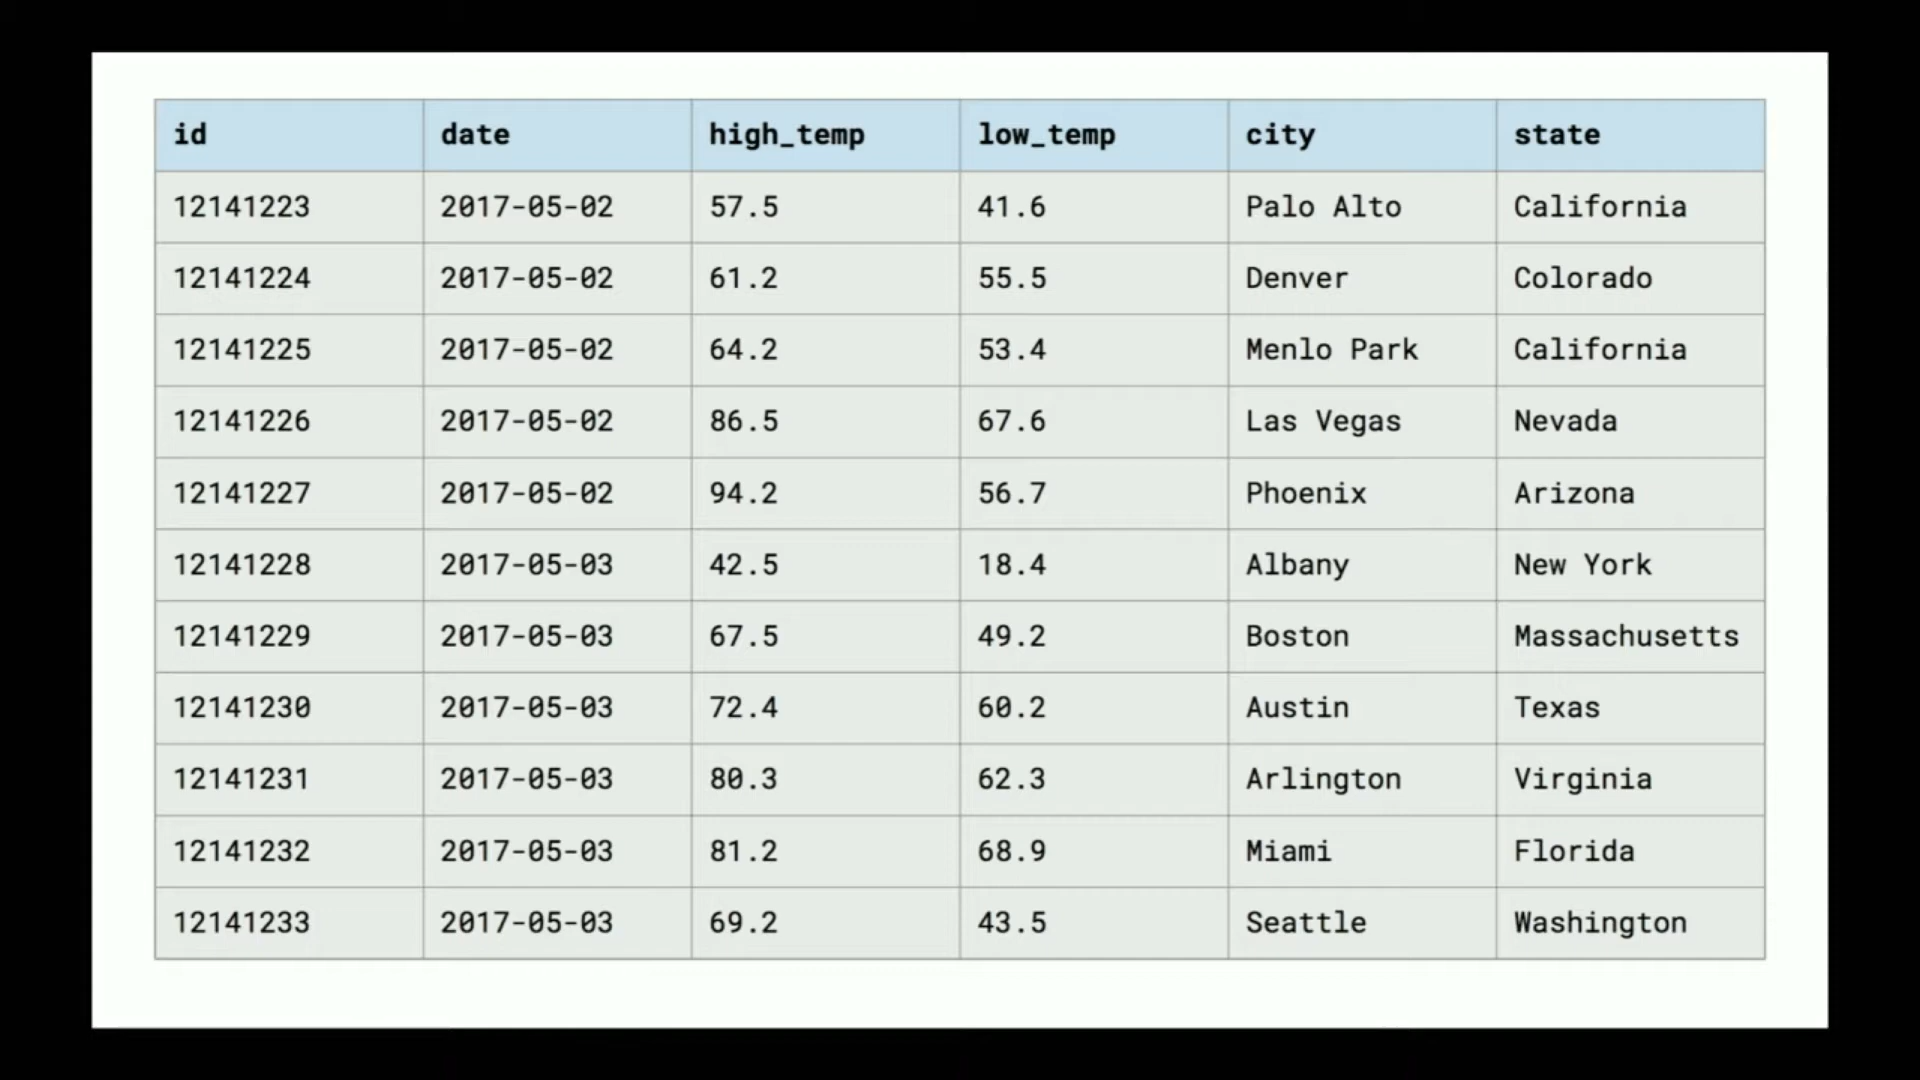 id date high_temp low_temp city state
12141223 2017-05-02 57.5 41.6 Palo Alto California
12141224 2017-05-02 61.2 55.5 Denver Colorado
12141225 2017-05-02 64.2 53.4 Menlo Park California
12141226 2017-05-02 86.5 67.6 Las Vegas Nevada
12141227 2017-05-02 94.2 56.7 Phoenix Arizona
12141228 2017-05-03 42.5 18.4 Albany New York
12141229 2017-05-03 67.5 49.2 Boston Massachusetts
12141230 2017-05-03 72.4 60.2 Austin Texas
12141231 2017-05-03 80.3 62.3 Arlington Virginia
12141232 2017-05-03 81.2 68.9 Miami Florida
12141233 2017-05-03 69.2 43.5 Seattle Washington